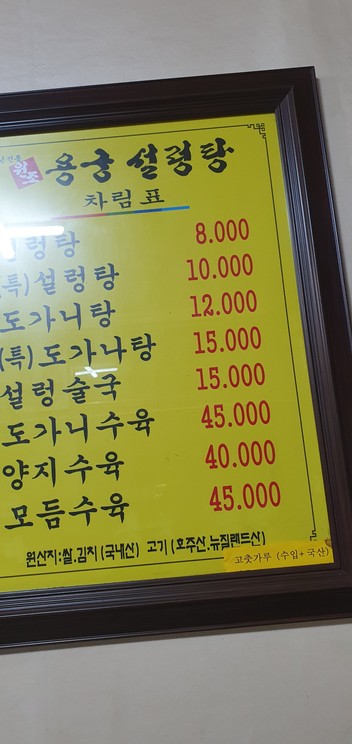 원조 용궁 설렁탕
차림표
렁탕 8.000
(특)설렁탕 10.000
도가니탕 12.000
(특)도가나탕 15.000
설렁술국 15.000
도가니수육 45.000
양지수육 40.000
모듬수육 45.000
원산지:쌀.김치(국내산) 고기(호주산.뉴질랜드산)
고춧가루 (수입+국산)